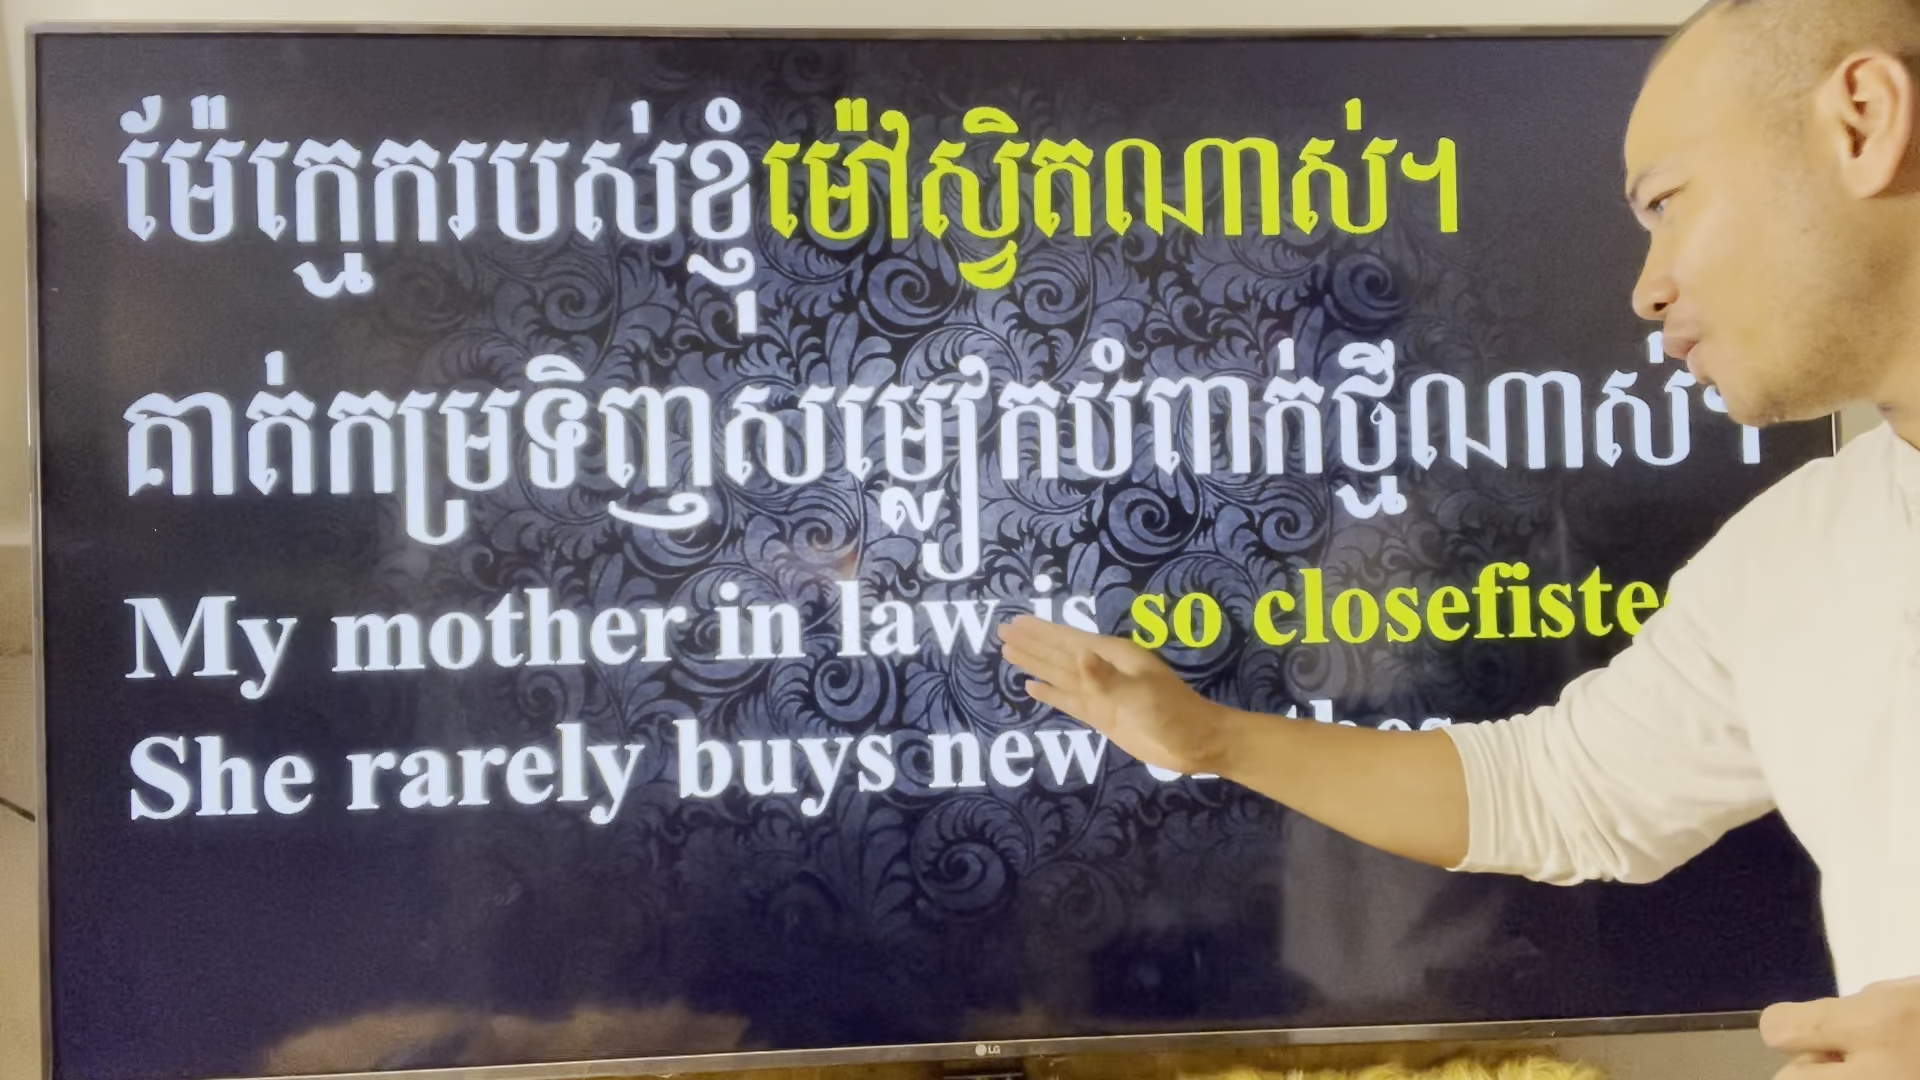 ម៉ែក្មេករបស់ខ្ញុំម៉ៅស្វិតណាស់។
គាត់កម្រទិញសម្លៀកបំពាក់ថ្មីណាស់។
My mother in law is so closefiste
She rarely buys new
LG